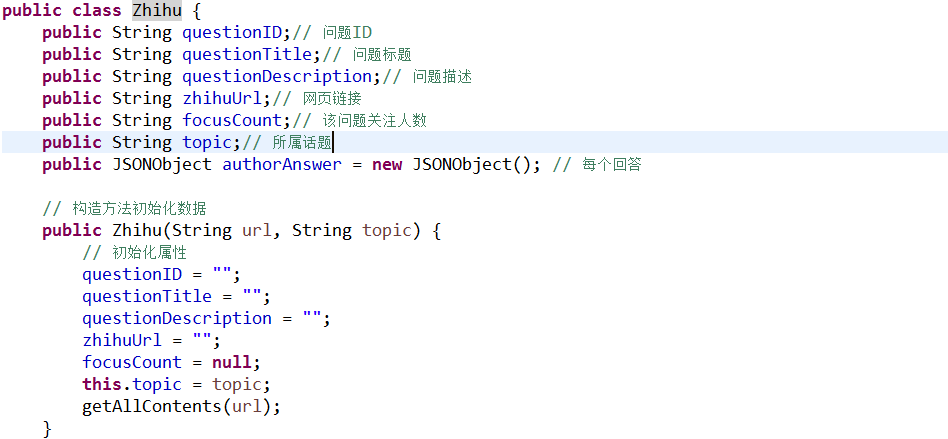 public class Zhihu {
    public String questionID;// 问题ID
    public String questionTitle;// 问题标题
    public String questionDescription;// 问题描述
    public String zhihuUrl;// 网页链接
    public String focusCount;// 该问题关注人数
    public String topic;// 所属话题
    public JSONObject authorAnswer = new JSONObject(); // 每个回答
    // 构造方法初始化数据
    public Zhihu(String url, String topic) {
        // 初始化属性
        questionID = "";
        questionTitle = "";
        questionDescription = "";
        zhihuUrl = "";
        focusCount = null;
        this.topic = topic;
        getAllContents(url);
    }